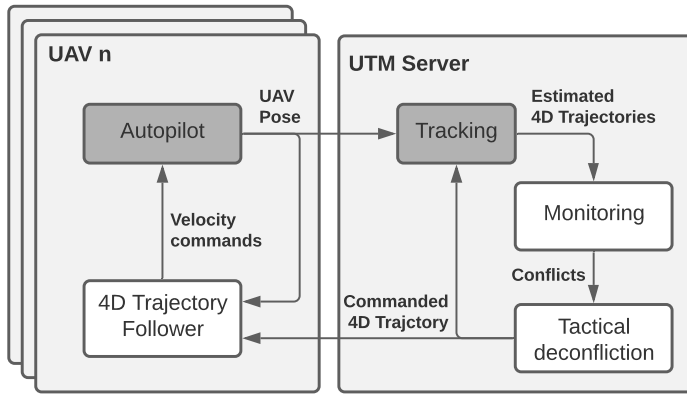 UAV n
Autopilot
UAV
Pose
Velocity
commands
4D Trajectory
Follower
UTM Server
Tracking
Estimated
4D Trajectories
Monitoring
Conflicts
Tactical
deconfliction
Commanded
4D Trajctory